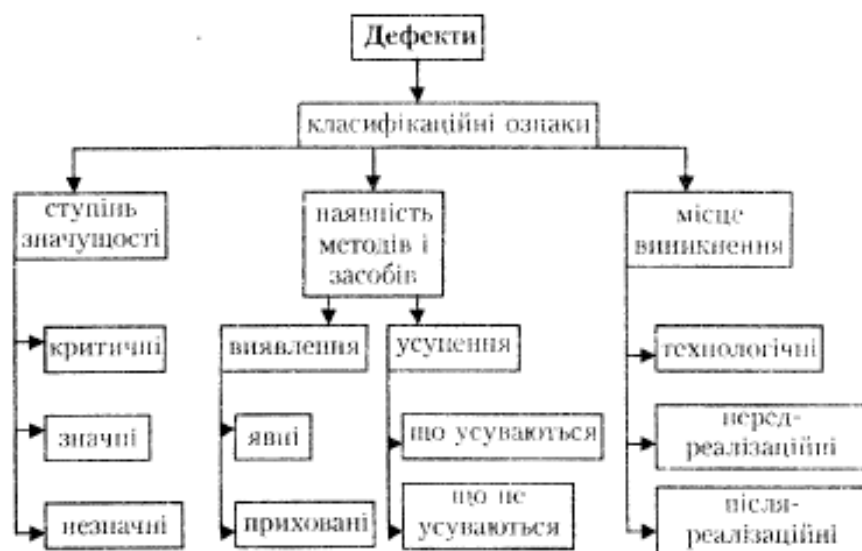 Дефекти
класифікаційні ознаки
ступінь
значущості
наявність
методів і
засобів
місце
виникнення
критичні
виявлення
усунення
технологічні
значні
явні
що усуваються
перед-
реалізаційні
незначні
приховані
що не
усуваються
після-
реалізаційні